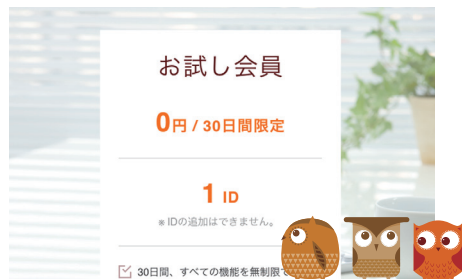 お試し会員
0円 / 30日間限定
1 ID
※IDの追加はできません。
30日間、すべての機能を無制限で